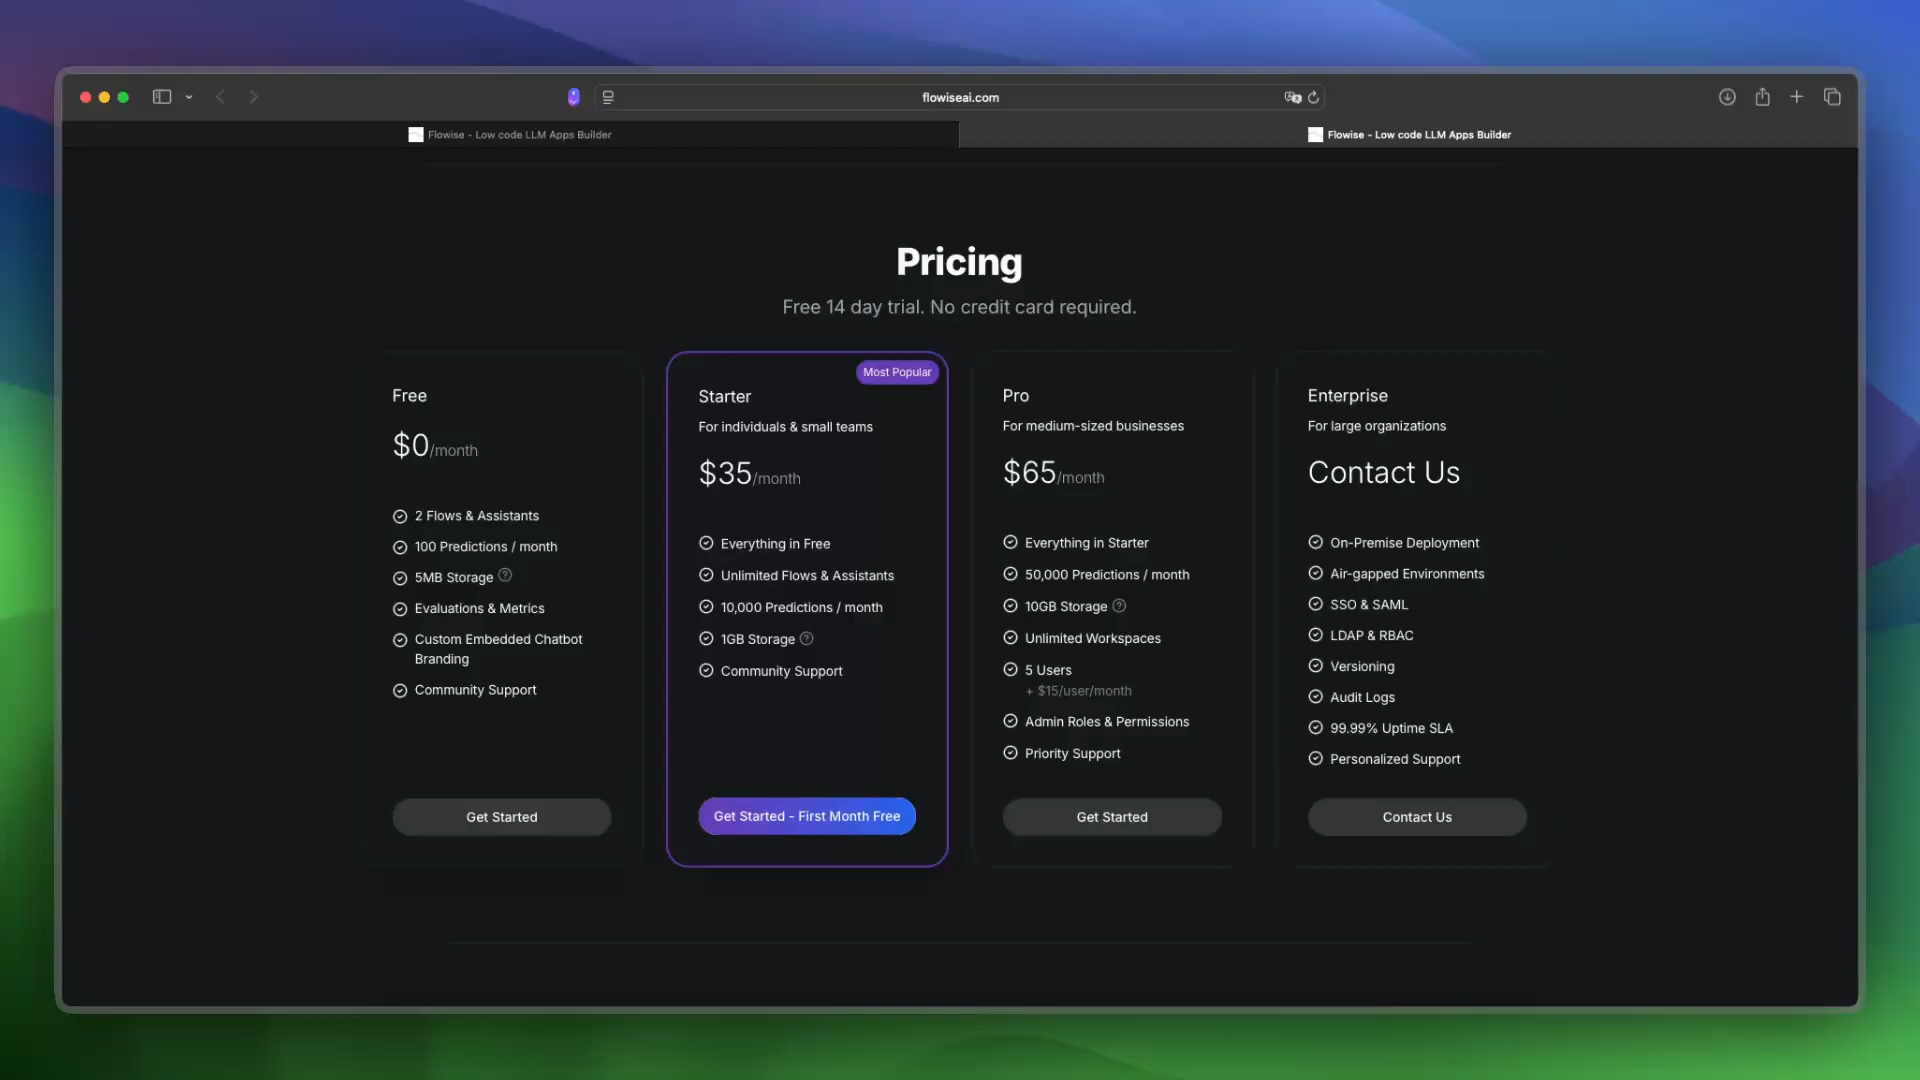 flowiseai.com
Flowise - Low code LLM Apps Builder
Flowise - Low code LLM Apps Builder
Pricing
Free 14 day trial. No credit card required.
Free
$0/month
2 Flows & Assistants
100 Predictions / month
5MB Storage
Evaluations & Metrics
Custom Embedded Chatbot
Branding
Community Support
Get Started
Most Popular
Starter
For individuals & small teams
$35/month
Everything in Free
Unlimited Flows & Assistants
10,000 Predictions / month
1GB Storage
Community Support
Get Started - First Month Free
Pro
For medium-sized businesses
$65/month
Everything in Starter
50,000 Predictions / month
10GB Storage
Unlimited Workspaces
5 Users
+ $15/user/month
Admin Roles & Permissions
Priority Support
Get Started
Enterprise
For large organizations
Contact Us
On-Premise Deployment
Air-gapped Environments
SSO & SAML
LDAP & RBAC
Versioning
Audit Logs
99.99% Uptime SLA
Personalized Support
Contact Us